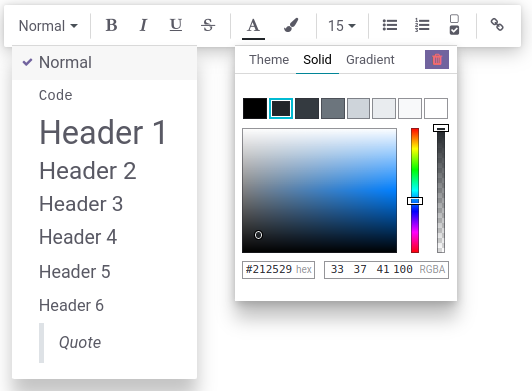 Normal B I U S A 15
Normal
Code
Header 1
Header 2
Header 3
Header 4
Header 5
Header 6
Quote
Theme Solid Gradient
#212529 hex 33 37 41 100 RGBA